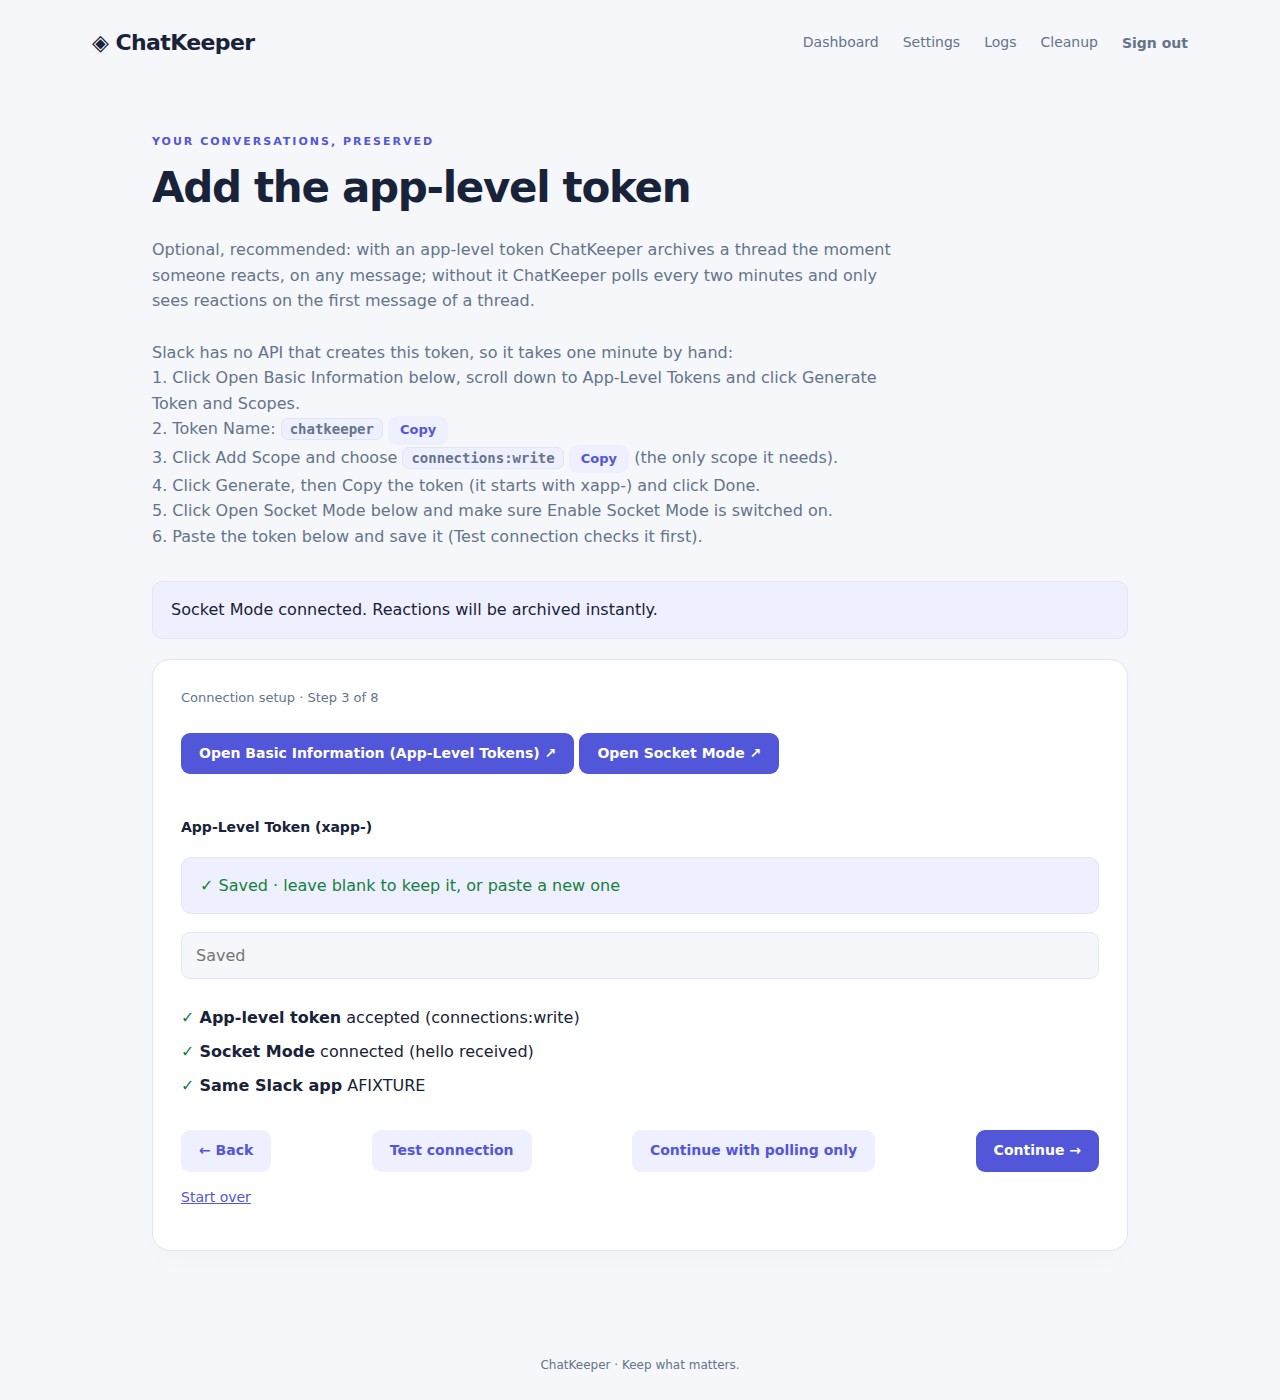 ◈ ChatKeeper
Dashboard Settings Logs Cleanup Sign out
YOUR CONVERSATIONS, PRESERVED
Add the app-level token
Optional, recommended: with an app-level token ChatKeeper archives a thread the moment
someone reacts, on any message; without it ChatKeeper polls every two minutes and only
sees reactions on the first message of a thread.
Slack has no API that creates this token, so it takes one minute by hand:
1. Click Open Basic Information below, scroll down to App-Level Tokens and click Generate
Token and Scopes.
2. Token Name: chatkeeper Copy
3. Click Add Scope and choose connections:write Copy (the only scope it needs).
4. Click Generate, then Copy the token (it starts with xapp-) and click Done.
5. Click Open Socket Mode below and make sure Enable Socket Mode is switched on.
6. Paste the token below and save it (Test connection checks it first).
Socket Mode connected. Reactions will be archived instantly.
Connection setup · Step 3 of 8
Open Basic Information (App-Level Tokens) ↗ Open Socket Mode ↗
App-Level Token (xapp-)
✓ Saved · leave blank to keep it, or paste a new one
Saved
✓ App-level token accepted (connections:write)
✓ Socket Mode connected (hello received)
✓ Same Slack app AFIXTURE
← Back Test connection Continue with polling only Continue →
Start over
ChatKeeper · Keep what matters.